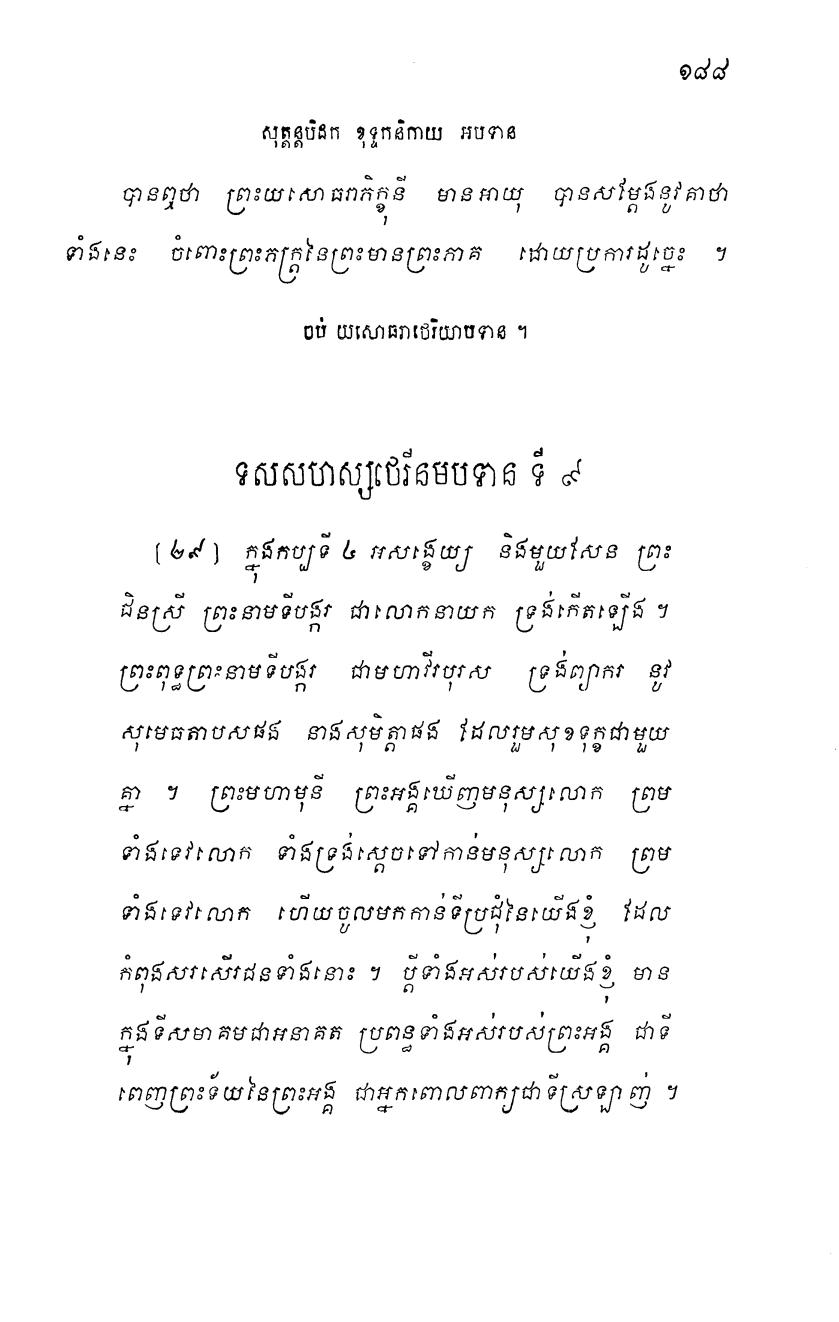 ១៨៨
សុត្តន្តបិដក ខុទ្ទកនិកាយ អបទាន
បានឮថា ព្រះយសោធរាភិក្ខុនី មានអាយុ បានសម្តែងនូវគាថា
ទាំងនេះ ចំពោះព្រះភក្ត្រនៃព្រះមានព្រះភាគ ដោយប្រការដូច្នេះ ។
ចប់ យសោធរាថេរិយាបទាន ។
ទសសហស្សថេរីនមបទាន ទី ៩
(២៩) ក្នុងកប្បទី ៤ អសង្ខេយ្យ និងមួយសែន ព្រះ
ជិនស្រី ព្រះនាមទីបង្ករ ជាលោកនាយក ទ្រង់កើតឡើង ។
ព្រះពុទ្ធព្រះនាមទីបង្ករ ជាមហាវីរបុរស ទ្រង់ព្យាករ នូវ
សុមេធតាបសផង នាងសុមិត្តាផង ដែលរួមសុខទុក្ខជាមួយ
គ្នា ។ ព្រះមហាមុនី ព្រះអង្គឃើញមនុស្សលោក ព្រម
ទាំងទេវលោក ទាំងទ្រង់ស្តេចទៅកាន់មនុស្សលោក ព្រម
ទាំងទេវលោក ហើយចូលមកកាន់ទីប្រជុំនៃយើងខ្ញុំ ដែល
កំពុងសរសើរជនទាំងនោះ ។ ប្តីទាំងអស់របស់យើងខ្ញុំ មាន
ក្នុងទីសមាគមជាអនាគត ប្រពន្ធទាំងអស់របស់ព្រះអង្គ ជាទី
ពេញព្រះទ័យនៃព្រះអង្គ ជាអ្នកពោលពាក្យជាទីស្រឡាញ់ ។